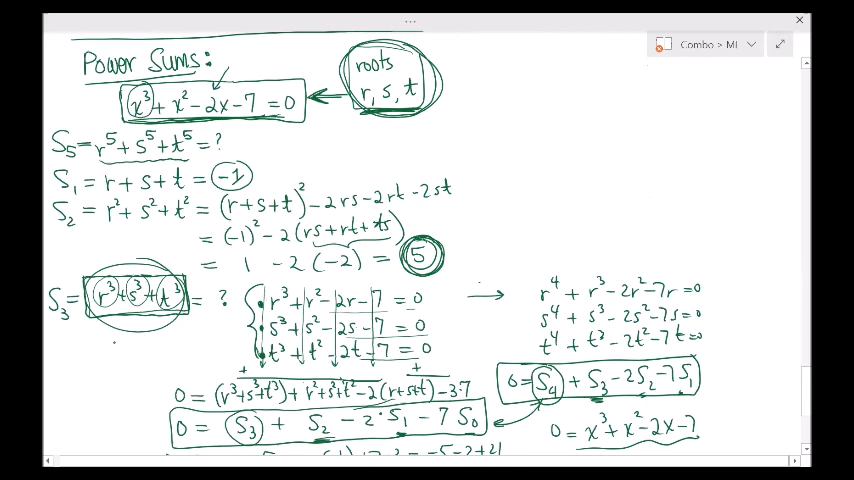 Power Sums:
roots
r, s, t
x³ + x² - 2x - 7 = 0
Combo > MI
S₅ = r⁵ + s⁵ + t⁵ = ?
S₁ = r + s + t = -1
S₂ = r² + s² + t² = (r + s + t)² - 2rs - 2rt - 2st
= (-1)² - 2(rs + rt + ts)
= 1 - 2(-2) = 5
S₃ = r³ + s³ + t³ = ?
r³ + r² - 2r - 7 = 0
s³ + s² - 2s - 7 = 0
t³ + t² - 2t - 7 = 0
+ +
0 = (r³ + s³ + t³) + r² + s² + t² - 2(r + s + t) - 3·7
0 = S₃ + S₂ - 2·S₁ - 7 S₀
r⁴ + r³ - 2r² - 7r = 0
s⁴ + s³ - 2s² - 7s = 0
t⁴ + t³ - 2t² - 7t = 0
0 = S₄ + S₃ - 2S₂ - 7S₁
0 = x³ + x² - 2x - 7